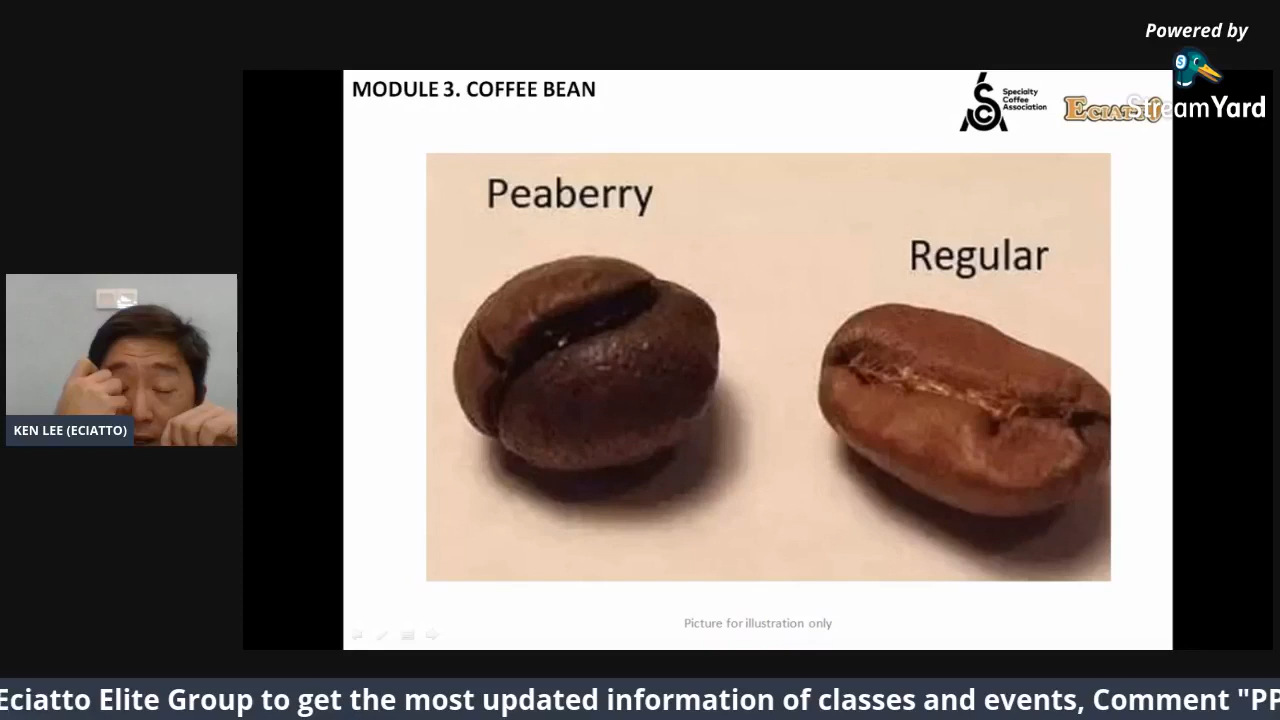 Powered by
StreamYard
MODULE 3. COFFEE BEAN
Specialty
Coffee
Association
ECIATTO
Peaberry
Regular
KEN LEE (ECIATTO)
Picture for illustration only
Eciatto Elite Group to get the most updated information of classes and events, Comment "PP